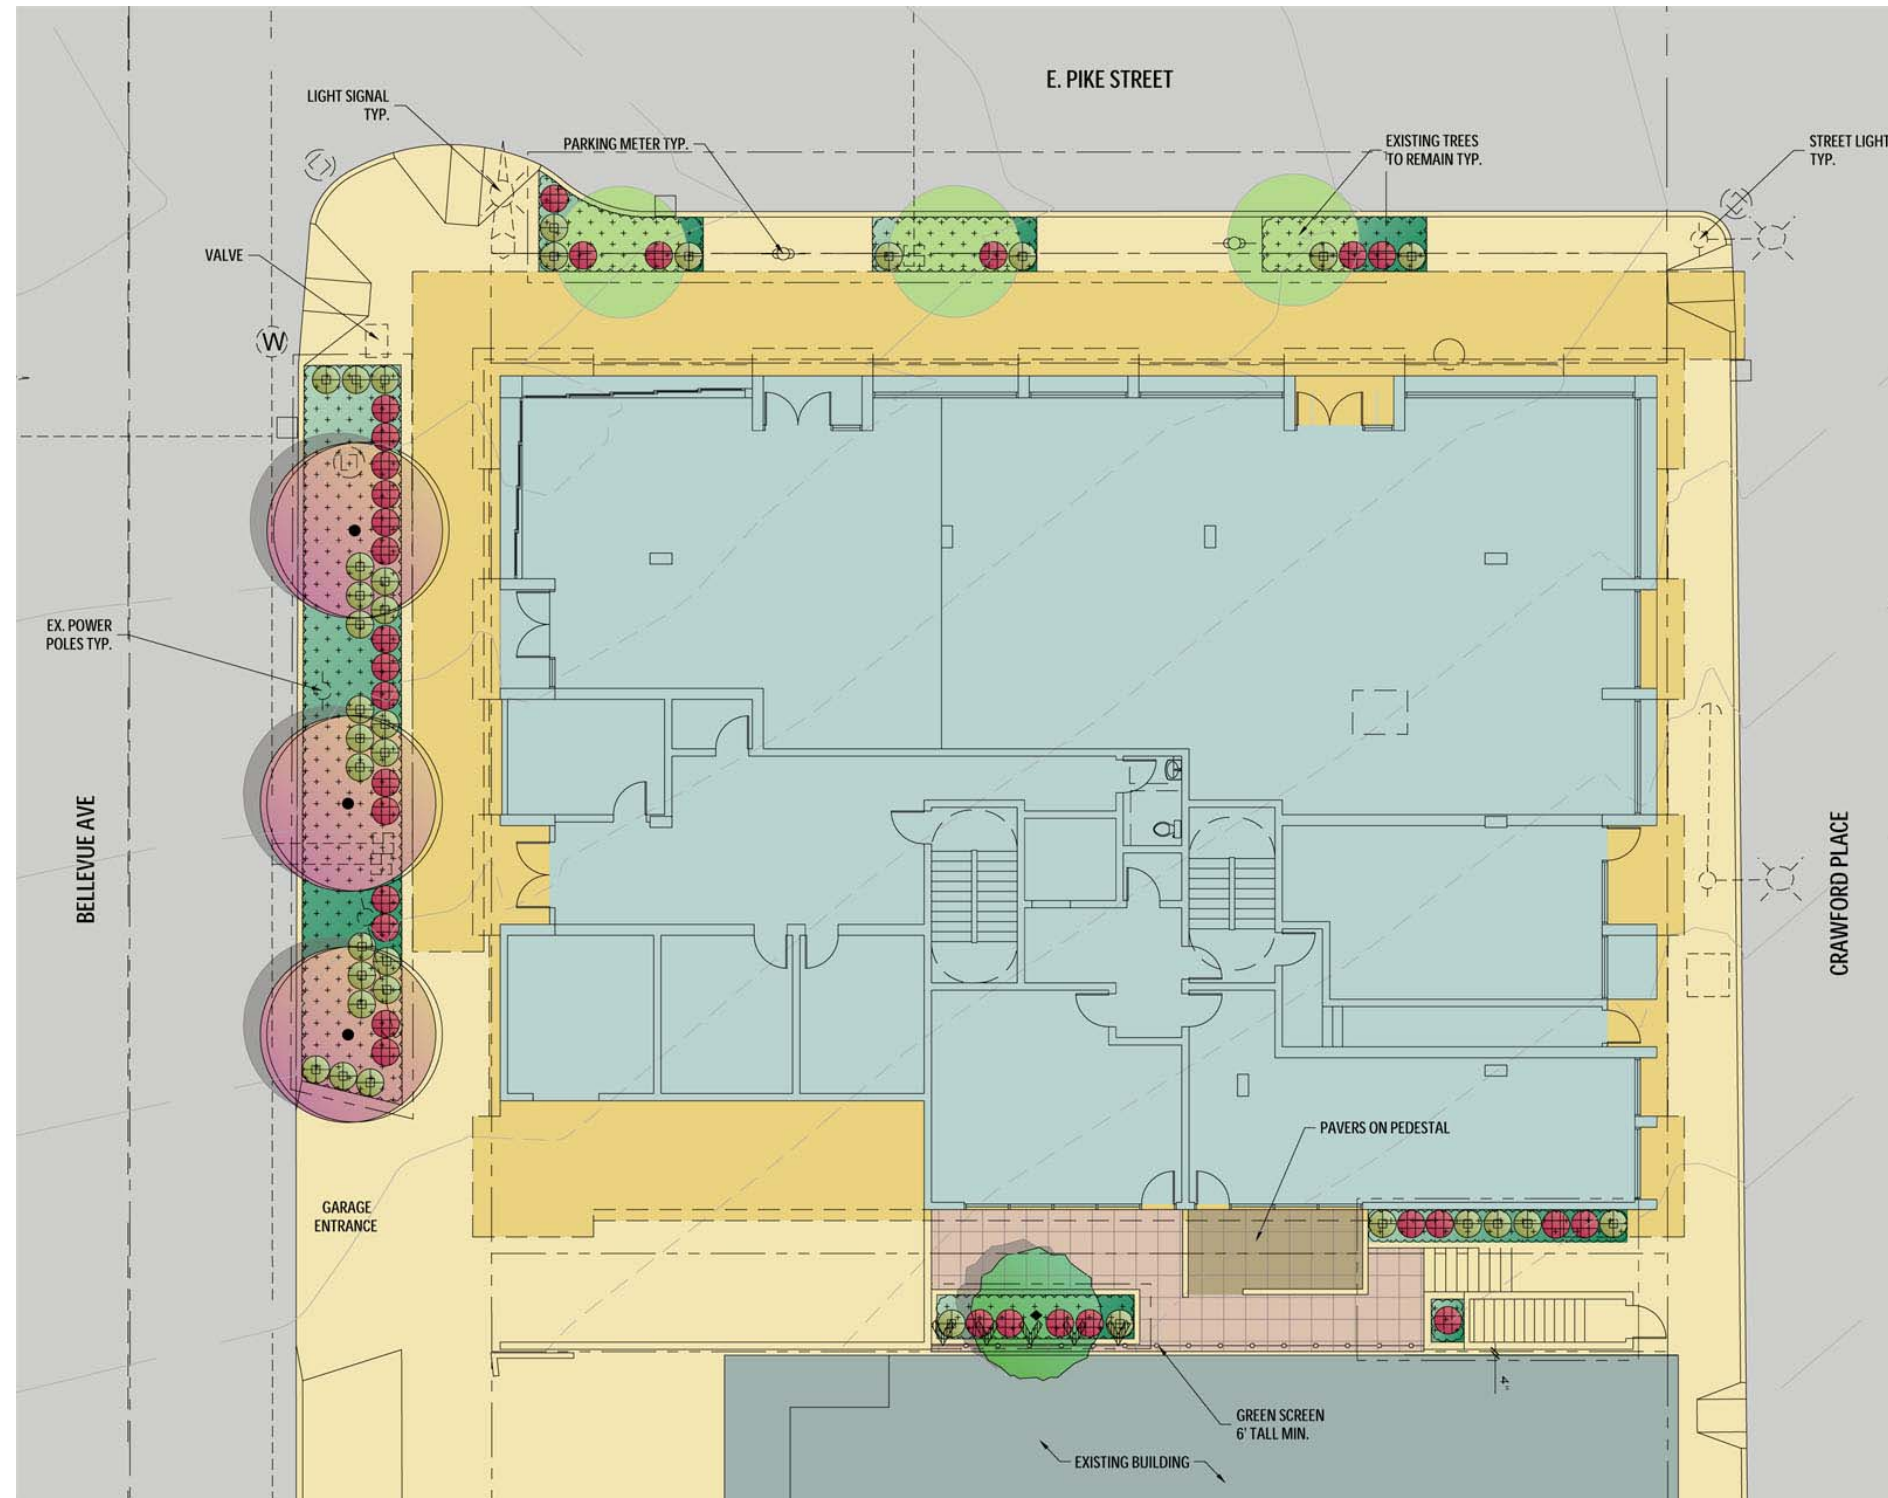 E. PIKE STREET
LIGHT SIGNAL
TYP.
PARKING METER TYP.
EXISTING TREES
TO REMAIN TYP.
STREET LIGHT
TYP.
VALVE
W
EX. POWER
POLES TYP.
BELLEVUE AVE
CRAWFORD PLACE
PAVERS ON PEDESTAL
GARAGE
ENTRANCE
4"
GREEN SCREEN
6' TALL MIN.
EXISTING BUILDING